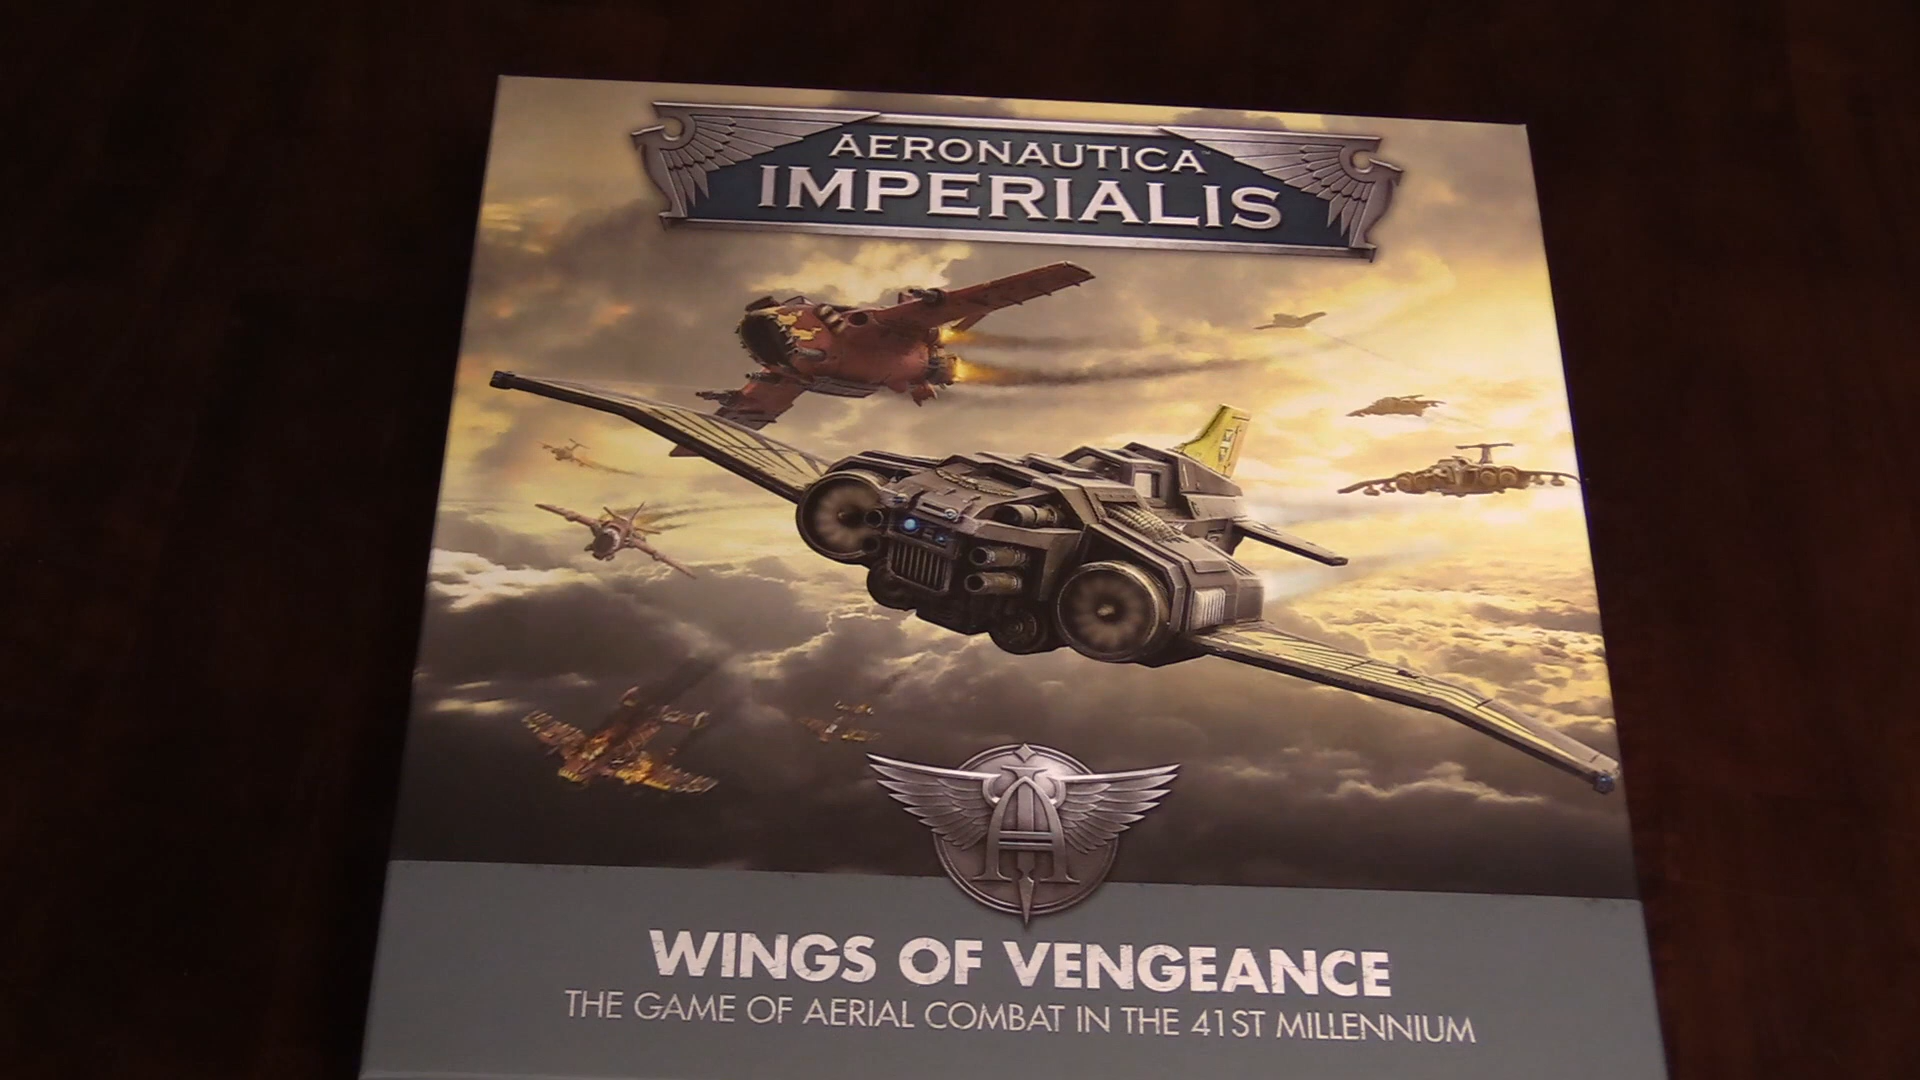 AERONAUTICA™
IMPERIALIS
WINGS OF VENGEANCE
THE GAME OF AERIAL COMBAT IN THE 41ST MILLENNIUM